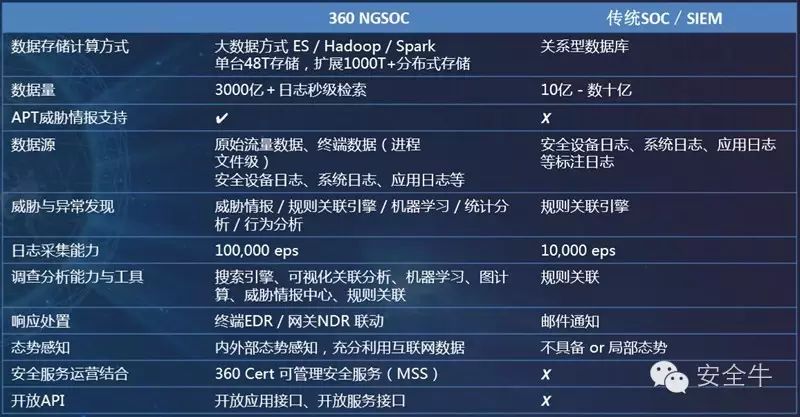 360 NGSOC 传统SOC / SIEM
数据存储计算方式 大数据方式 ES / Hadoop / Spark 关系型数据库
单台48T存储，扩展1000T+分布式存储
数据量 3000亿+日志秒级检索 10亿 - 数十亿
APT威胁情报支持 ✔ X
数据源 原始流量数据、终端数据（进程 安全设备日志、系统日志、应用日志
文件级） 等标注日志
安全设备日志、系统日志、应用日志等
威胁与异常发现 威胁情报 / 规则关联引擎 / 机器学习 / 统计分 规则关联引擎
析 / 行为分析
日志采集能力 100,000 eps 10,000 eps
调查分析能力与工具 搜索引擎、可视化关联分析、机器学习、图计 规则关联
算、威胁情报中心、规则关联
响应处置 终端EDR / 网关NDR 联动 邮件通知
态势感知 内外部态势感知，充分利用互联网数据 不具备 or 局部态势
安全服务运营结合 360 Cert 可管理安全服务（MSS） X
开放API 开放应用接口、开放服务接口 X
安全牛